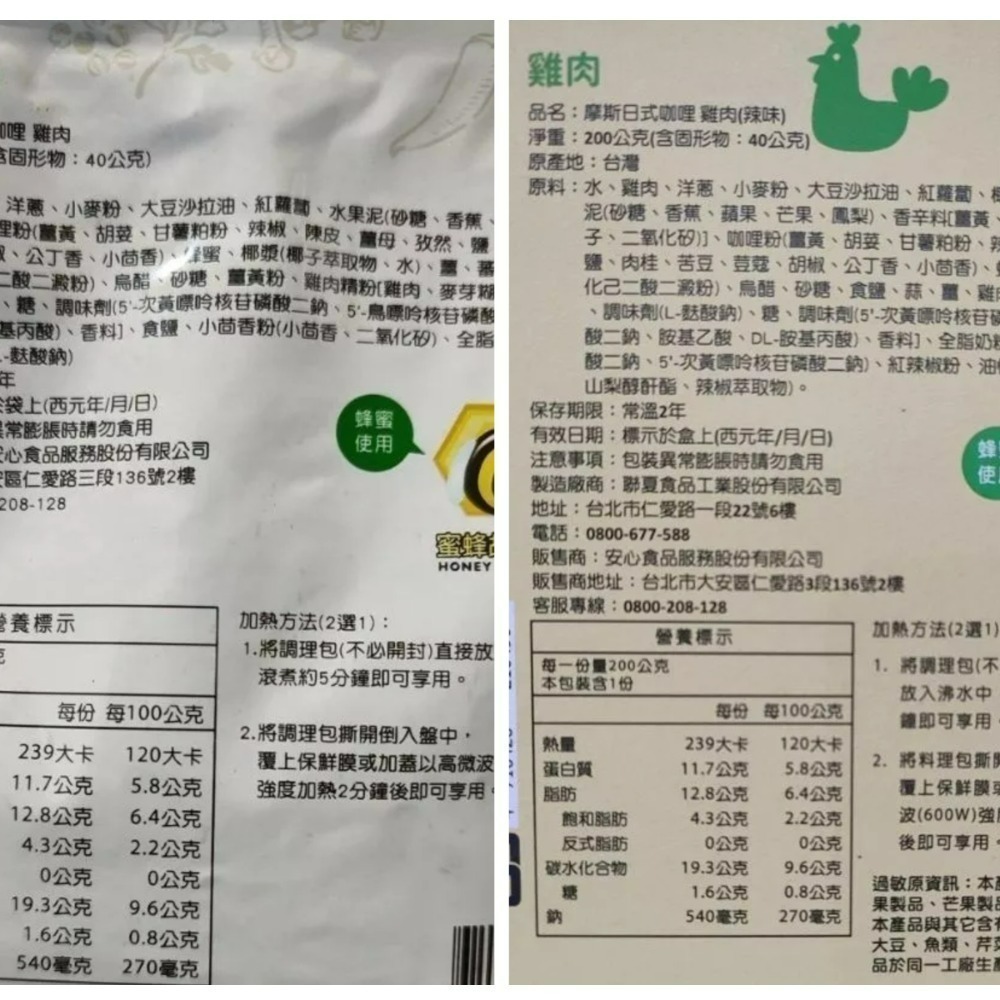 咖哩 雞肉
含固形物：40公克)
洋蔥、小麥粉、大豆沙拉油、紅蘿蔔、水果泥(砂糖、香蕉、
哩粉(薑黃、胡荽、甘薯粕粉、辣椒、陳皮、薑母、孜然、鹽
椒、公丁香、小茴香)、蜂蜜、椰漿(椰子萃取物、水)、薑、蕃
二酸二澱粉)、烏醋、砂糖、薑黃粉、雞肉精粉[雞肉、麥芽糊
、糖、調味劑(5'-次黃嘌呤核苷磷酸二鈉、5'-鳥嘌呤核苷磷酸
基丙酸)、香料]、食鹽、小茴香粉(小茴香、二氧化矽)、全脂
L-麩酸鈉)
年
於袋上(西元年/月/日)
異常膨脹時請勿食用
安心食品服務股份有限公司
安區仁愛路三段136號2樓
208-128
蜂蜜
使用
蜜蜂
HONEY
營養標示
克
每份 每100公克
239大卡 120大卡
11.7公克 5.8公克
12.8公克 6.4公克
4.3公克 2.2公克
0公克 0公克
19.3公克 9.6公克
1.6公克 0.8公克
540毫克 270毫克
加熱方法(2選1)：
1.將調理包(不必開封)直接放
滾煮約5分鐘即可享用。
2.將調理包撕開倒入盤中，
覆上保鮮膜或加蓋以高微波
強度加熱2分鐘後即可享用。
雞肉
品名：摩斯日式咖哩 雞肉(辣味)
淨重：200公克(含固形物：40公克)
原產地：台灣
原料：水、雞肉、洋蔥、小麥粉、大豆沙拉油、紅蘿蔔、
泥(砂糖、香蕉、蘋果、芒果、鳳梨)、香辛料[薑黃、
子、二氧化矽)]、咖哩粉(薑黃、胡荽、甘薯粕粉、辣
鹽、肉桂、苦豆、荳蔻、胡椒、公丁香、小茴香)、
化己二酸二澱粉)、烏醋、砂糖、食鹽、蒜、薑、雞
、調味劑(L-麩酸鈉)、糖、調味劑(5'-次黃嘌呤核苷磷
酸二鈉、胺基乙酸、DL-胺基丙酸)、香料]、全脂奶粉
酸二鈉、5'-次黃嘌呤核苷磷酸二鈉)、紅辣椒粉、油
山梨醇酐酯、辣椒萃取物)。
保存期限：常溫2年
有效日期：標示於盒上(西元年/月/日)
注意事項：包裝異常膨脹時請勿食用
製造廠商：聯夏食品工業股份有限公司
地址：台北市仁愛路一段22號6樓
電話：0800-677-588
販售商：安心食品服務股份有限公司
販售商地址：台北市大安區仁愛路3段136號2樓
客服專線：0800-208-128
蜂蜜
使用
營養標示
每一份量200公克
本包裝含1份
每份 每100公克
熱量 239大卡 120大卡
蛋白質 11.7公克 5.8公克
脂肪 12.8公克 6.4公克
飽和脂肪 4.3公克 2.2公克
反式脂肪 0公克 0公克
碳水化合物 19.3公克 9.6公克
糖 1.6公克 0.8公克
鈉 540毫克 270毫克
加熱方法(2選1)
1. 將調理包(不
放入沸水中
鐘即可享用
2. 將料理包撕開
覆上保鮮膜或
波(600W)強
後即可享用。
過敏原資訊：本產
果製品、芒果製品
本產品與其它含有
大豆、魚類、芹菜
品於同一工廠生產